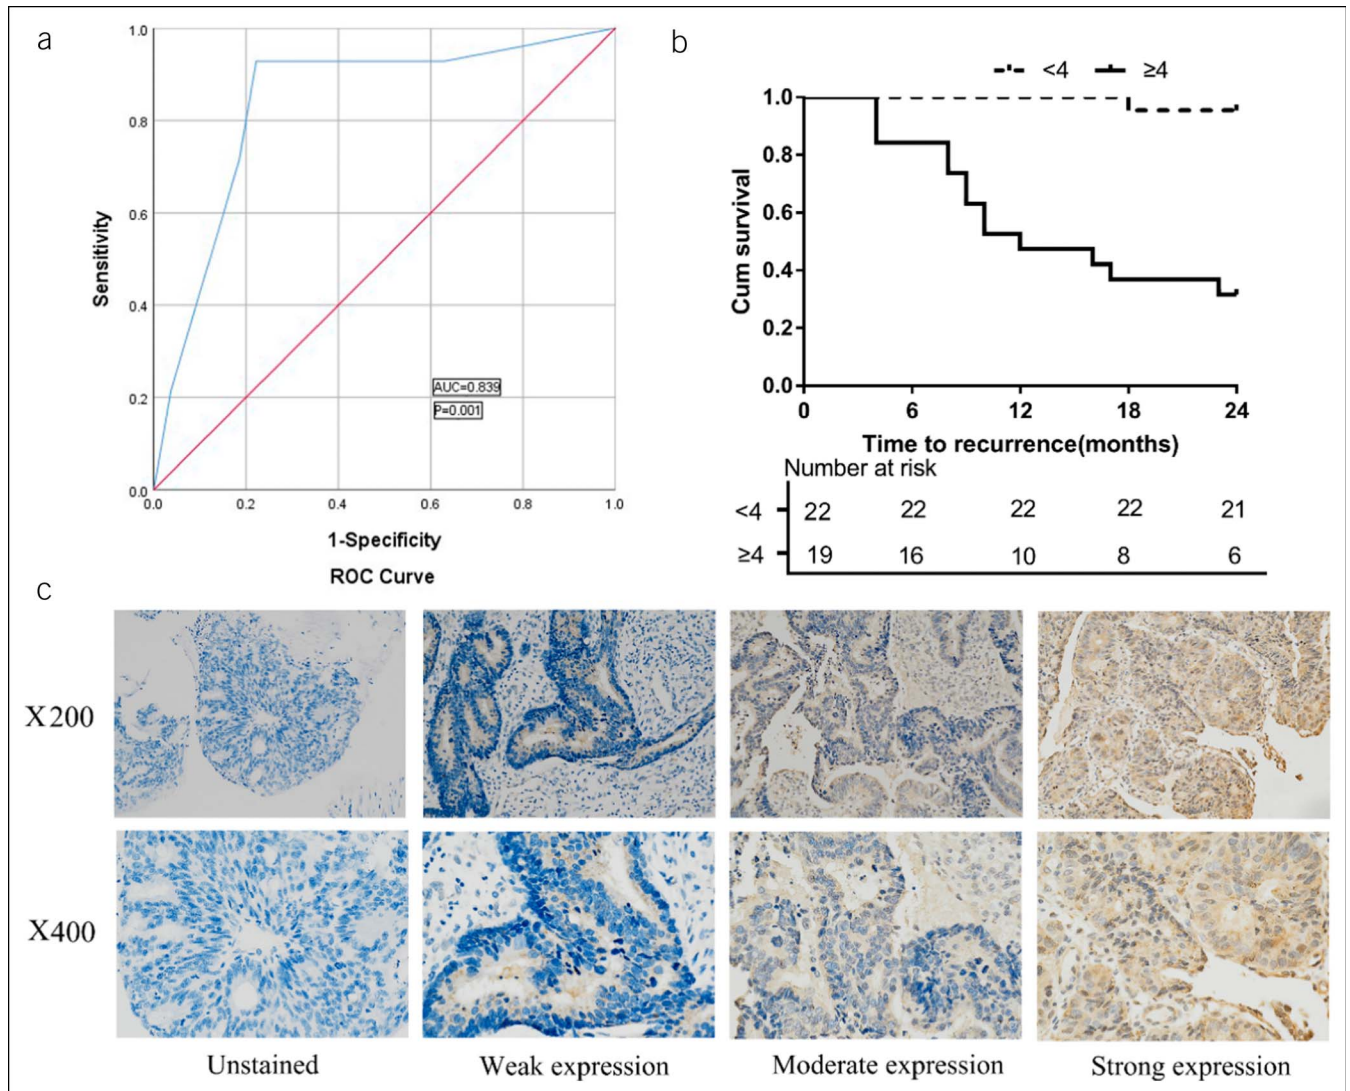 a
1.0
0.8
0.6
0.4
0.2
0.0
Sensitivity
AUC=0.839
P=0.001
0.0 0.2 0.4 0.6 0.8 1.0
1-Specificity
ROC Curve
b
<4 ≥4
1.0
0.8
0.6
0.4
0.2
0.0
Cum survival
0 6 12 18 24
Time to recurrence(months)
Number at risk
<4 22 22 22 22 21
≥4 19 16 10 8 6
c
X200
X400
Unstained Weak expression Moderate expression Strong expression